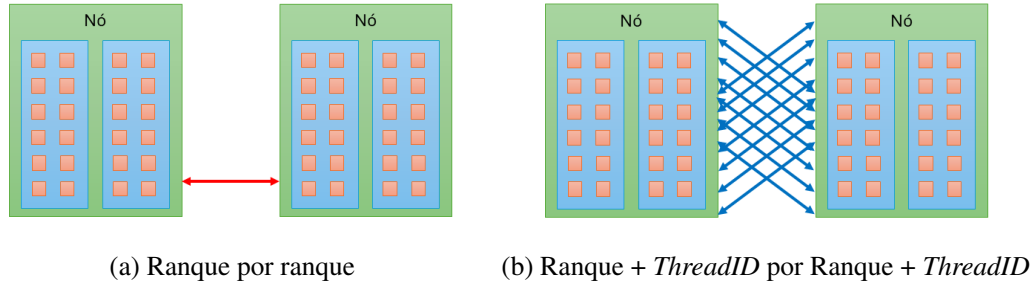 Nó Nó Nó Nó
(a) Ranque por ranque (b) Ranque + ThreadID por Ranque + ThreadID